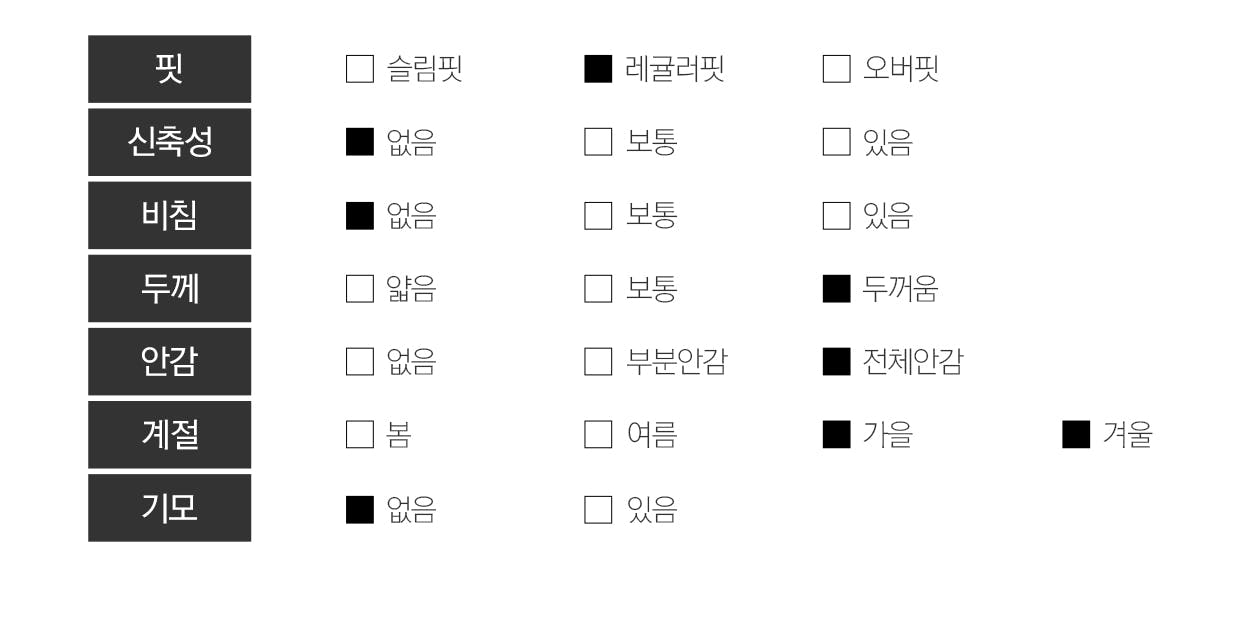 핏 □ 슬림핏 ■ 레귤러핏 □ 오버핏
신축성 ■ 없음 □ 보통 □ 있음
비침 ■ 없음 □ 보통 □ 있음
두께 □ 얇음 □ 보통 ■ 두꺼움
안감 □ 없음 □ 부분안감 ■ 전체안감
계절 □ 봄 □ 여름 ■ 가을 ■ 겨울
기모 ■ 없음 □ 있음